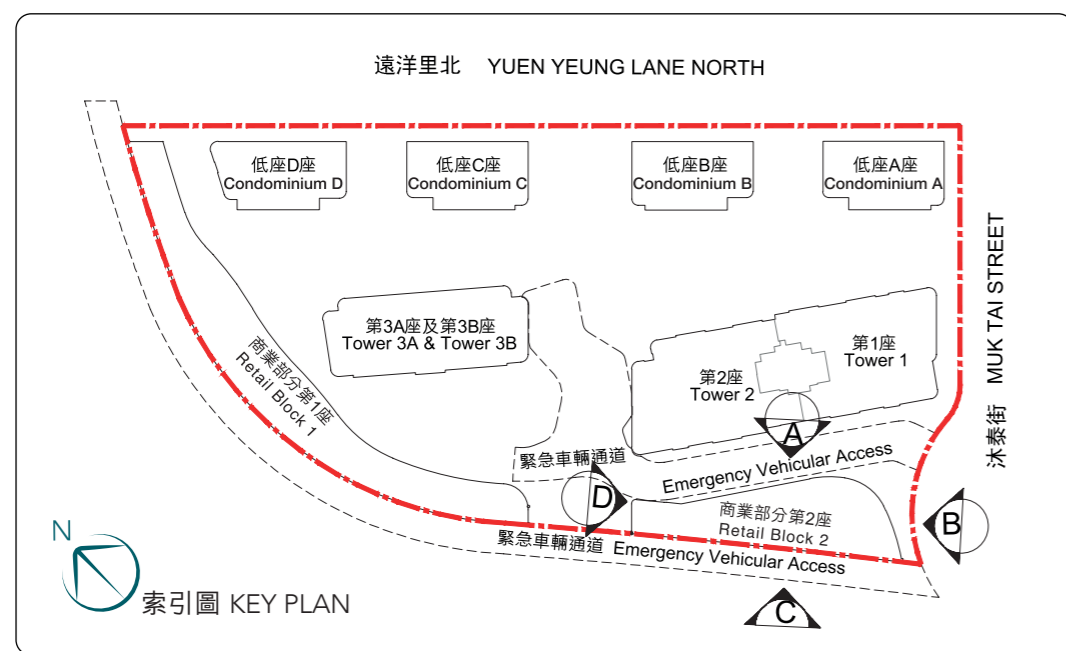 遠洋里北 YUEN YEUNG LANE NORTH
低座D座
Condominium D
低座C座
Condominium C
低座B座
Condominium B
低座A座
Condominium A
沐泰街 MUK TAI STREET
第3A座及第3B座
Tower 3A & Tower 3B
第1座
Tower 1
第2座
Tower 2
商業部分第1座
Retail Block 1
A
緊急車輛通道 Emergency Vehicular Access
D
商業部分第2座
Retail Block 2
B
緊急車輛通道 Emergency Vehicular Access
C
N
索引圖 KEY PLAN